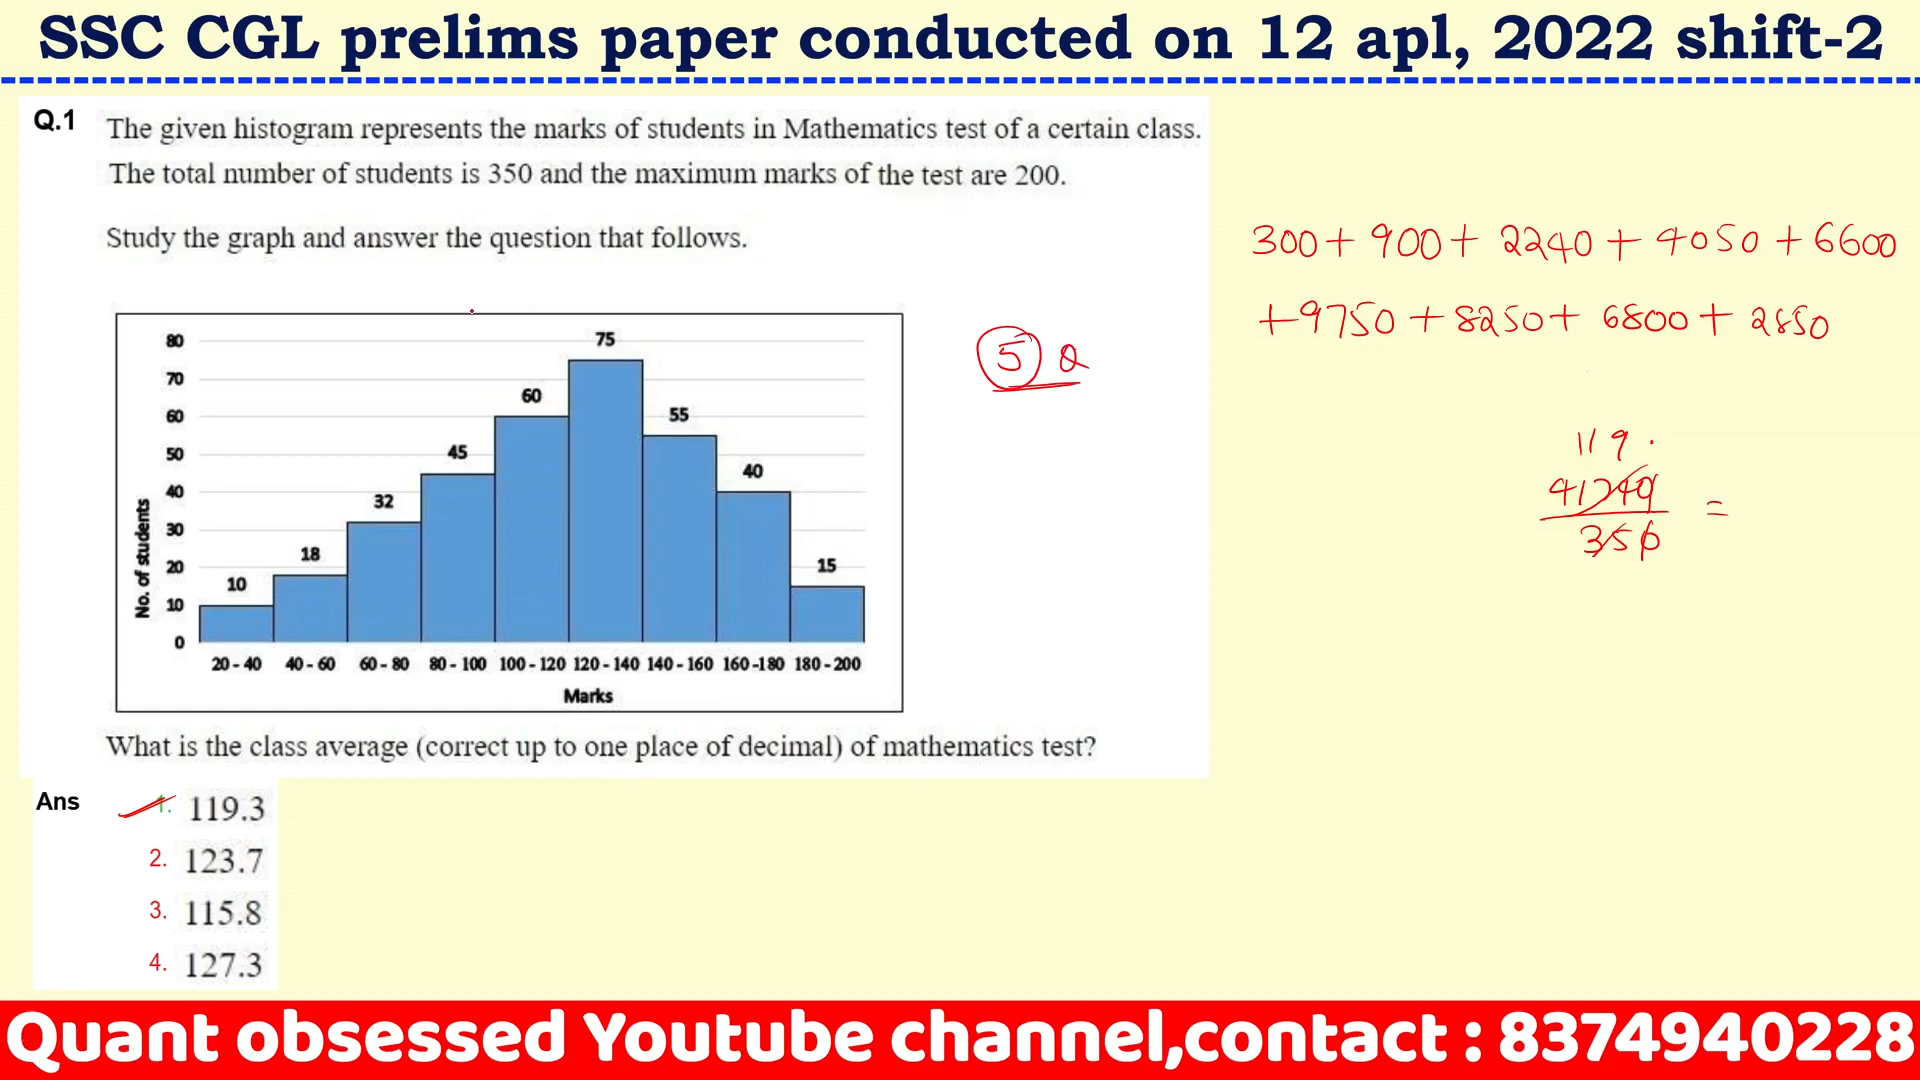 SSC CGL prelims paper conducted on 12 apl, 2022 shift-2
Q.1 The given histogram represents the marks of students in Mathematics test of a certain class.
The total number of students is 350 and the maximum marks of the test are 200.
Study the graph and answer the question that follows.
300+ 900+ 2240 + 4050 + 6600
+9750 + 8250+ 6800 + 2850
5 Q
119.
41740
350
=
No. of students
80
70
60
50
40
30
20
10
0
10
18
32
45
60
75
55
40
15
20 - 40 40 - 60 60 - 80 80 - 100 100 - 120 120 - 140 140 - 160 160 -180 180 - 200
Marks
What is the class average (correct up to one place of decimal) of mathematics test?
Ans 1. 119.3
2. 123.7
3. 115.8
4. 127.3
Quant obsessed Youtube channel,contact : 8374940228